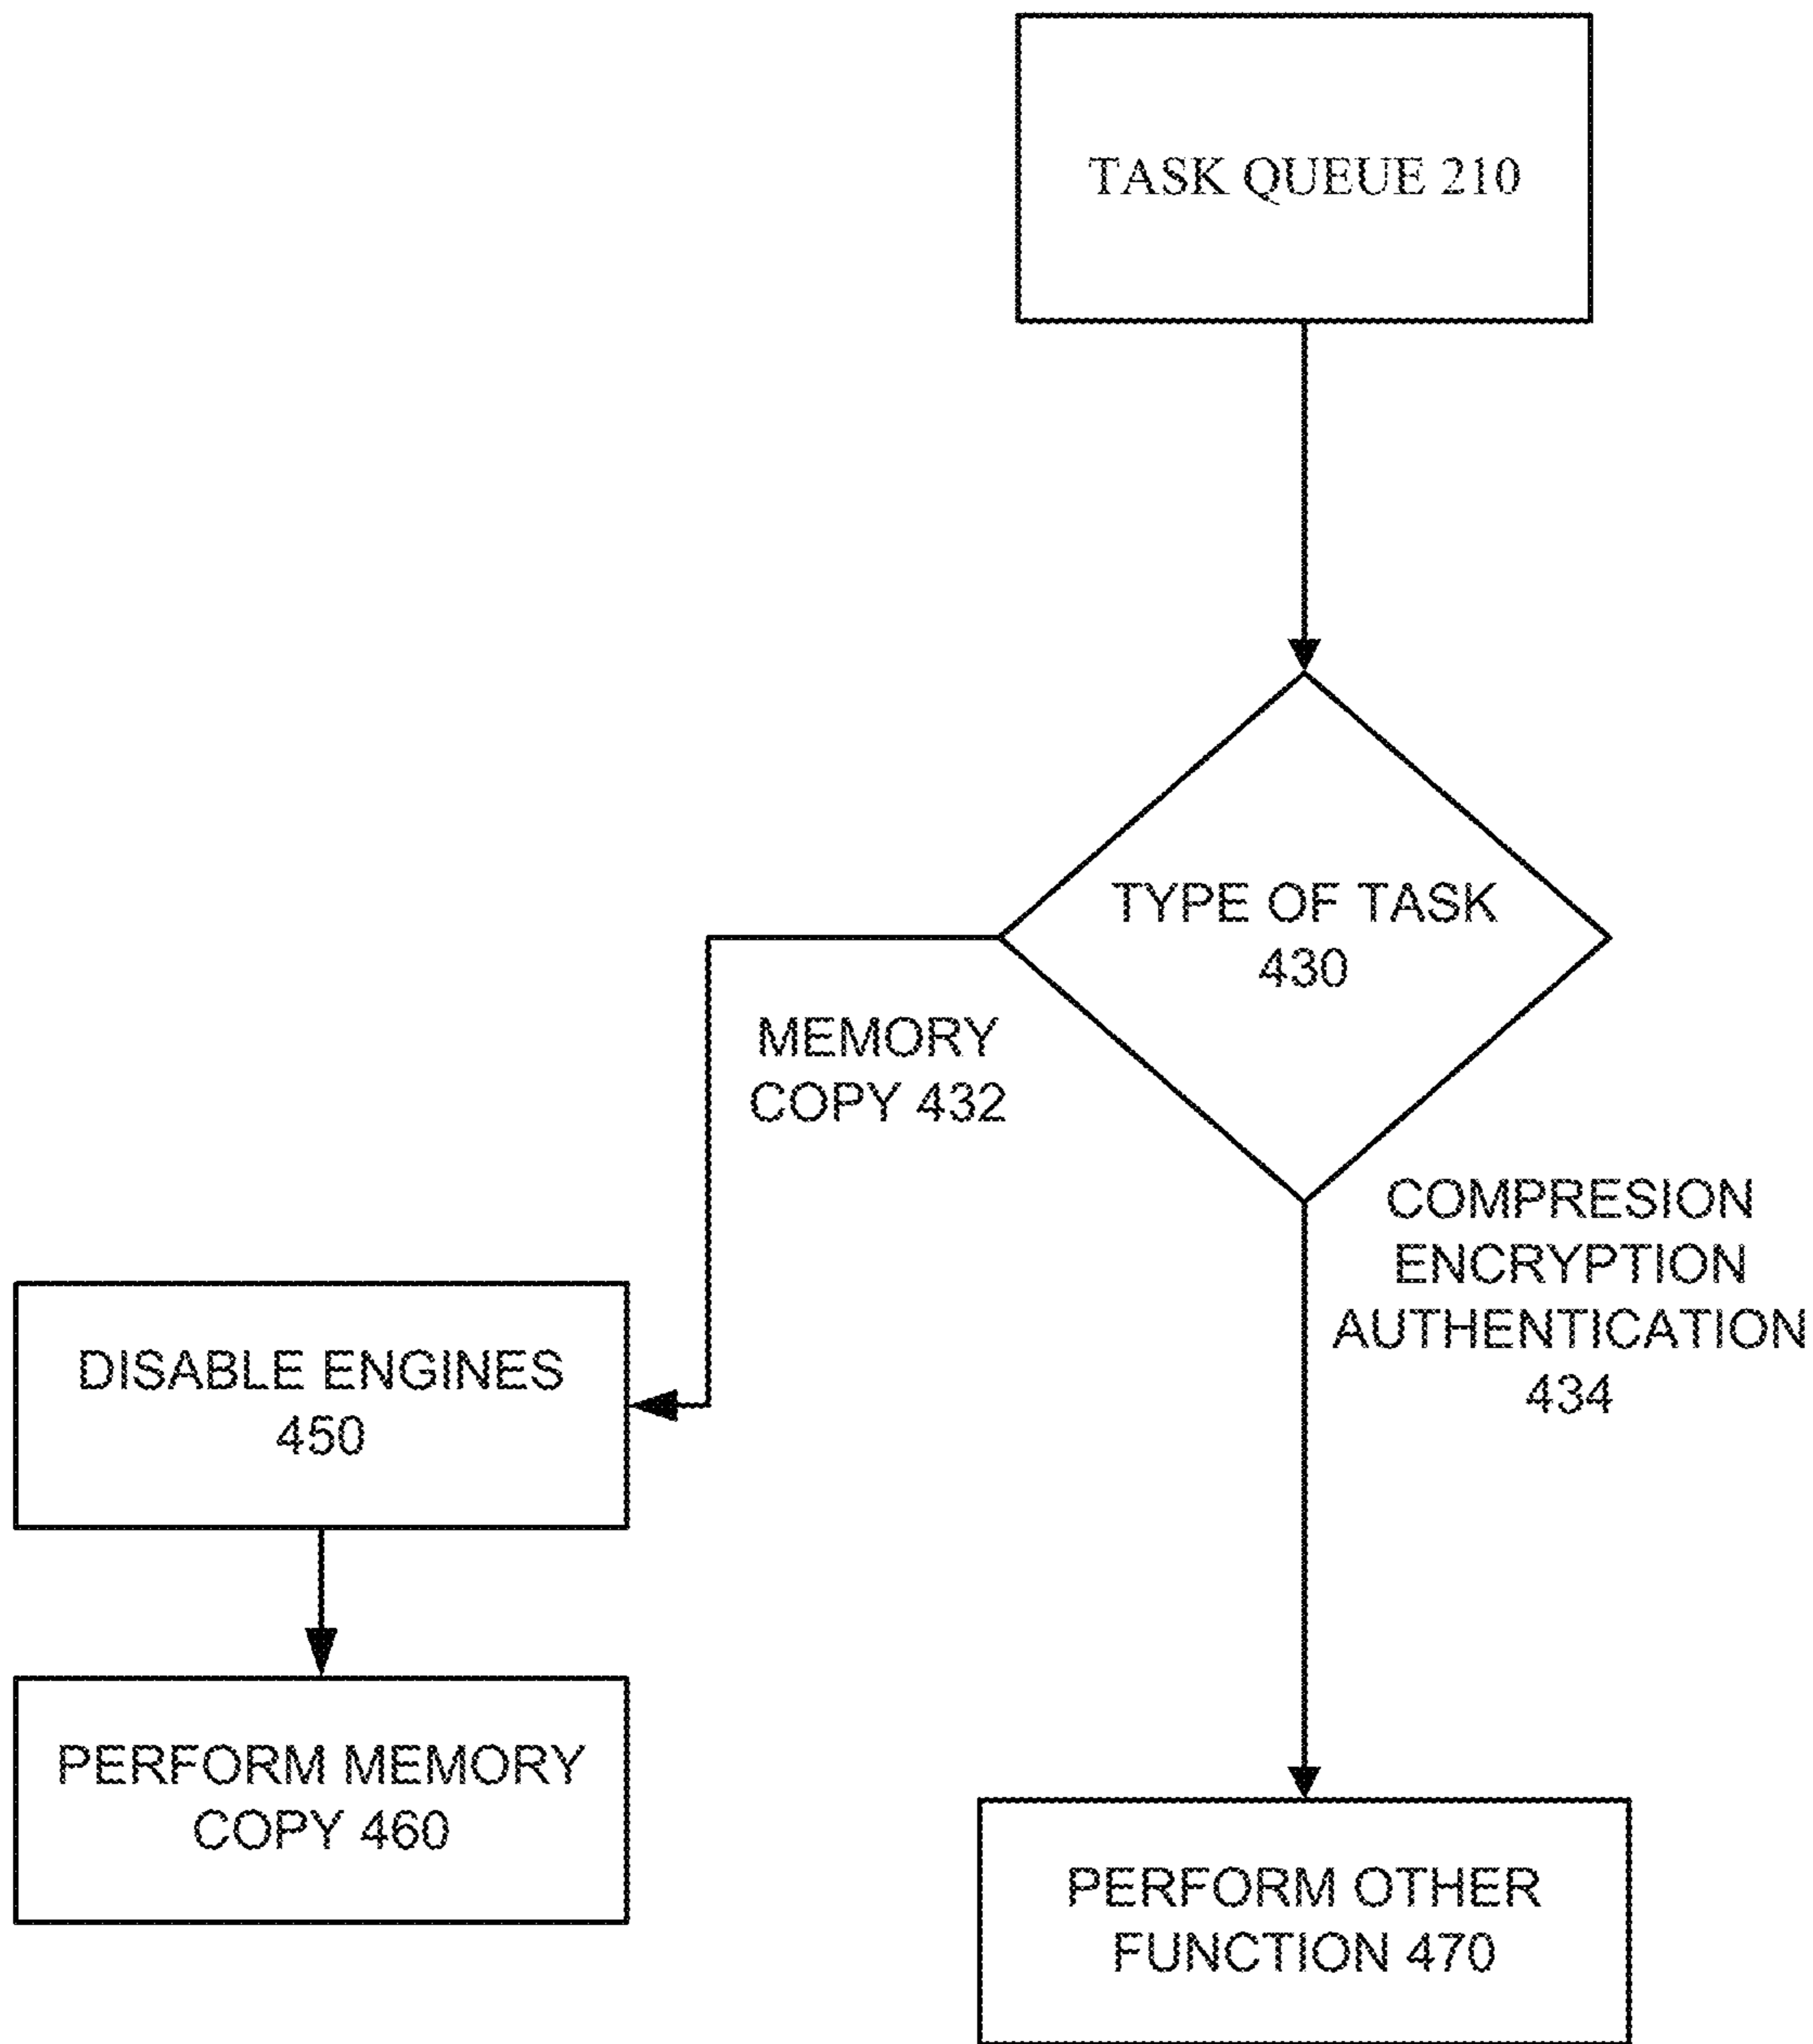 TASK QUEUE 210
TYPE OF TASK
430
MEMORY
COPY 432
COMPRESION
ENCRYPTION
AUTHENTICATION
434
DISABLE ENGINES
450
PERFORM MEMORY
COPY 460
PERFORM OTHER
FUNCTION 470